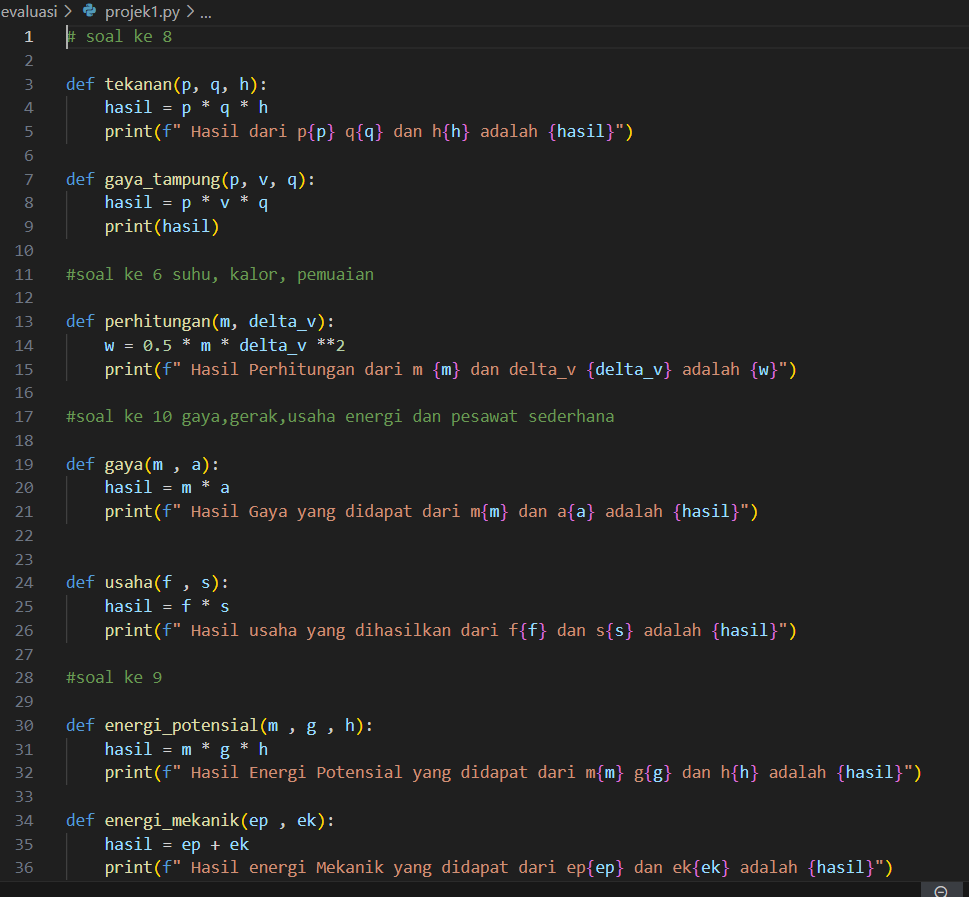 evaluasi > projek1.py > ...
1 # soal ke 8
2
3 def tekanan(p, q, h):
4     hasil = p * q * h
5     print(f" Hasil dari p{p} q{q} dan h{h} adalah {hasil}")
6
7 def gaya_tampung(p, v, q):
8     hasil = p * v * q
9     print(hasil)
10
11 #soal ke 6 suhu, kalor, pemuaian
12
13 def perhitungan(m, delta_v):
14     w = 0.5 * m * delta_v **2
15     print(f" Hasil Perhitungan dari m {m} dan delta_v {delta_v} adalah {w}")
16
17 #soal ke 10 gaya,gerak,usaha energi dan pesawat sederhana
18
19 def gaya(m , a):
20     hasil = m * a
21     print(f" Hasil Gaya yang didapat dari m{m} dan a{a} adalah {hasil}")
22
23
24 def usaha(f , s):
25     hasil = f * s
26     print(f" Hasil usaha yang dihasilkan dari f{f} dan s{s} adalah {hasil}")
27
28 #soal ke 9
29
30 def energi_potensial(m , g , h):
31     hasil = m * g * h
32     print(f" Hasil Energi Potensial yang didapat dari m{m} g{g} dan h{h} adalah {hasil}")
33
34 def energi_mekanik(ep , ek):
35     hasil = ep + ek
36     print(f" Hasil energi Mekanik yang didapat dari ep{ep} dan ek{ek} adalah {hasil}")